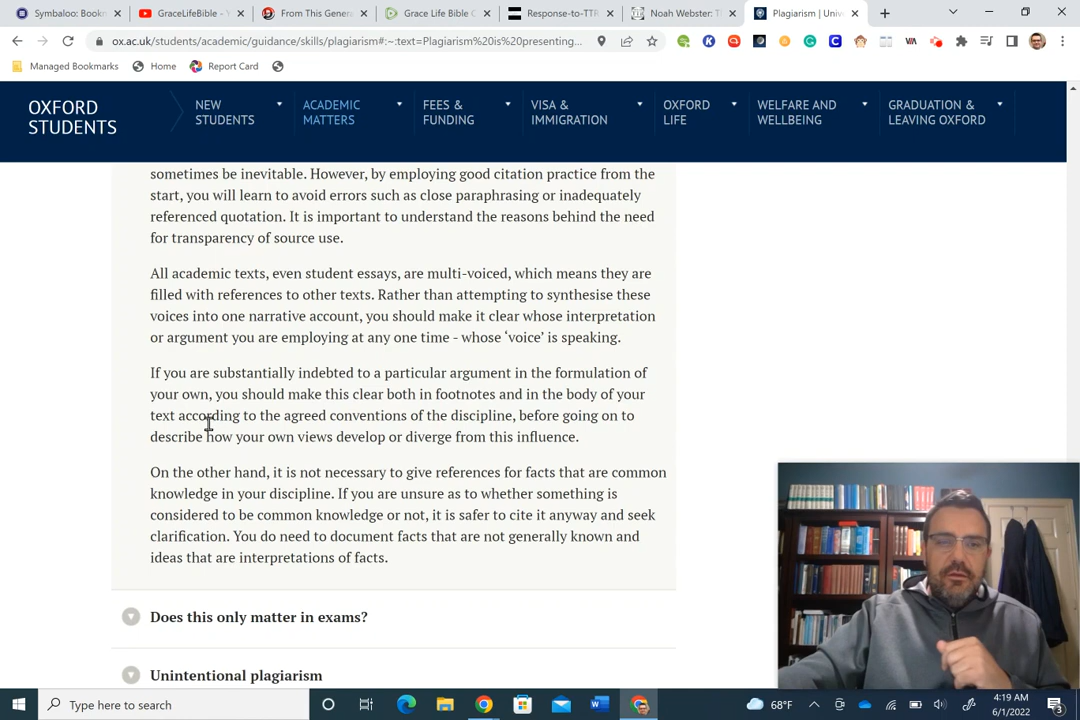 Symbaloo: Bookn
GraceLifeBible - Y
From This Genera
Grace Life Bible C
Response-to-TTR
Noah Webster: Th
Plagiarism | Univ
ox.ac.uk/students/academic/guidance/skills/plagiarism#:~:text=Plagiarism%20is%20presenting...
Managed Bookmarks
Home
Report Card
OXFORD
STUDENTS
NEW
STUDENTS
ACADEMIC
MATTERS
FEES &
FUNDING
VISA &
IMMIGRATION
OXFORD
LIFE
WELFARE AND
WELLBEING
GRADUATION &
LEAVING OXFORD
sometimes be inevitable. However, by employing good citation practice from the
start, you will learn to avoid errors such as close paraphrasing or inadequately
referenced quotation. It is important to understand the reasons behind the need
for transparency of source use.
All academic texts, even student essays, are multi-voiced, which means they are
filled with references to other texts. Rather than attempting to synthesise these
voices into one narrative account, you should make it clear whose interpretation
or argument you are employing at any one time - whose ‘voice’ is speaking.
If you are substantially indebted to a particular argument in the formulation of
your own, you should make this clear both in footnotes and in the body of your
text according to the agreed conventions of the discipline, before going on to
describe how your own views develop or diverge from this influence.
On the other hand, it is not necessary to give references for facts that are common
knowledge in your discipline. If you are unsure as to whether something is
considered to be common knowledge or not, it is safer to cite it anyway and seek
clarification. You do need to document facts that are not generally known and
ideas that are interpretations of facts.
Does this only matter in exams?
Unintentional plagiarism
Type here to search
68°F
4:19 AM
6/1/2022
3